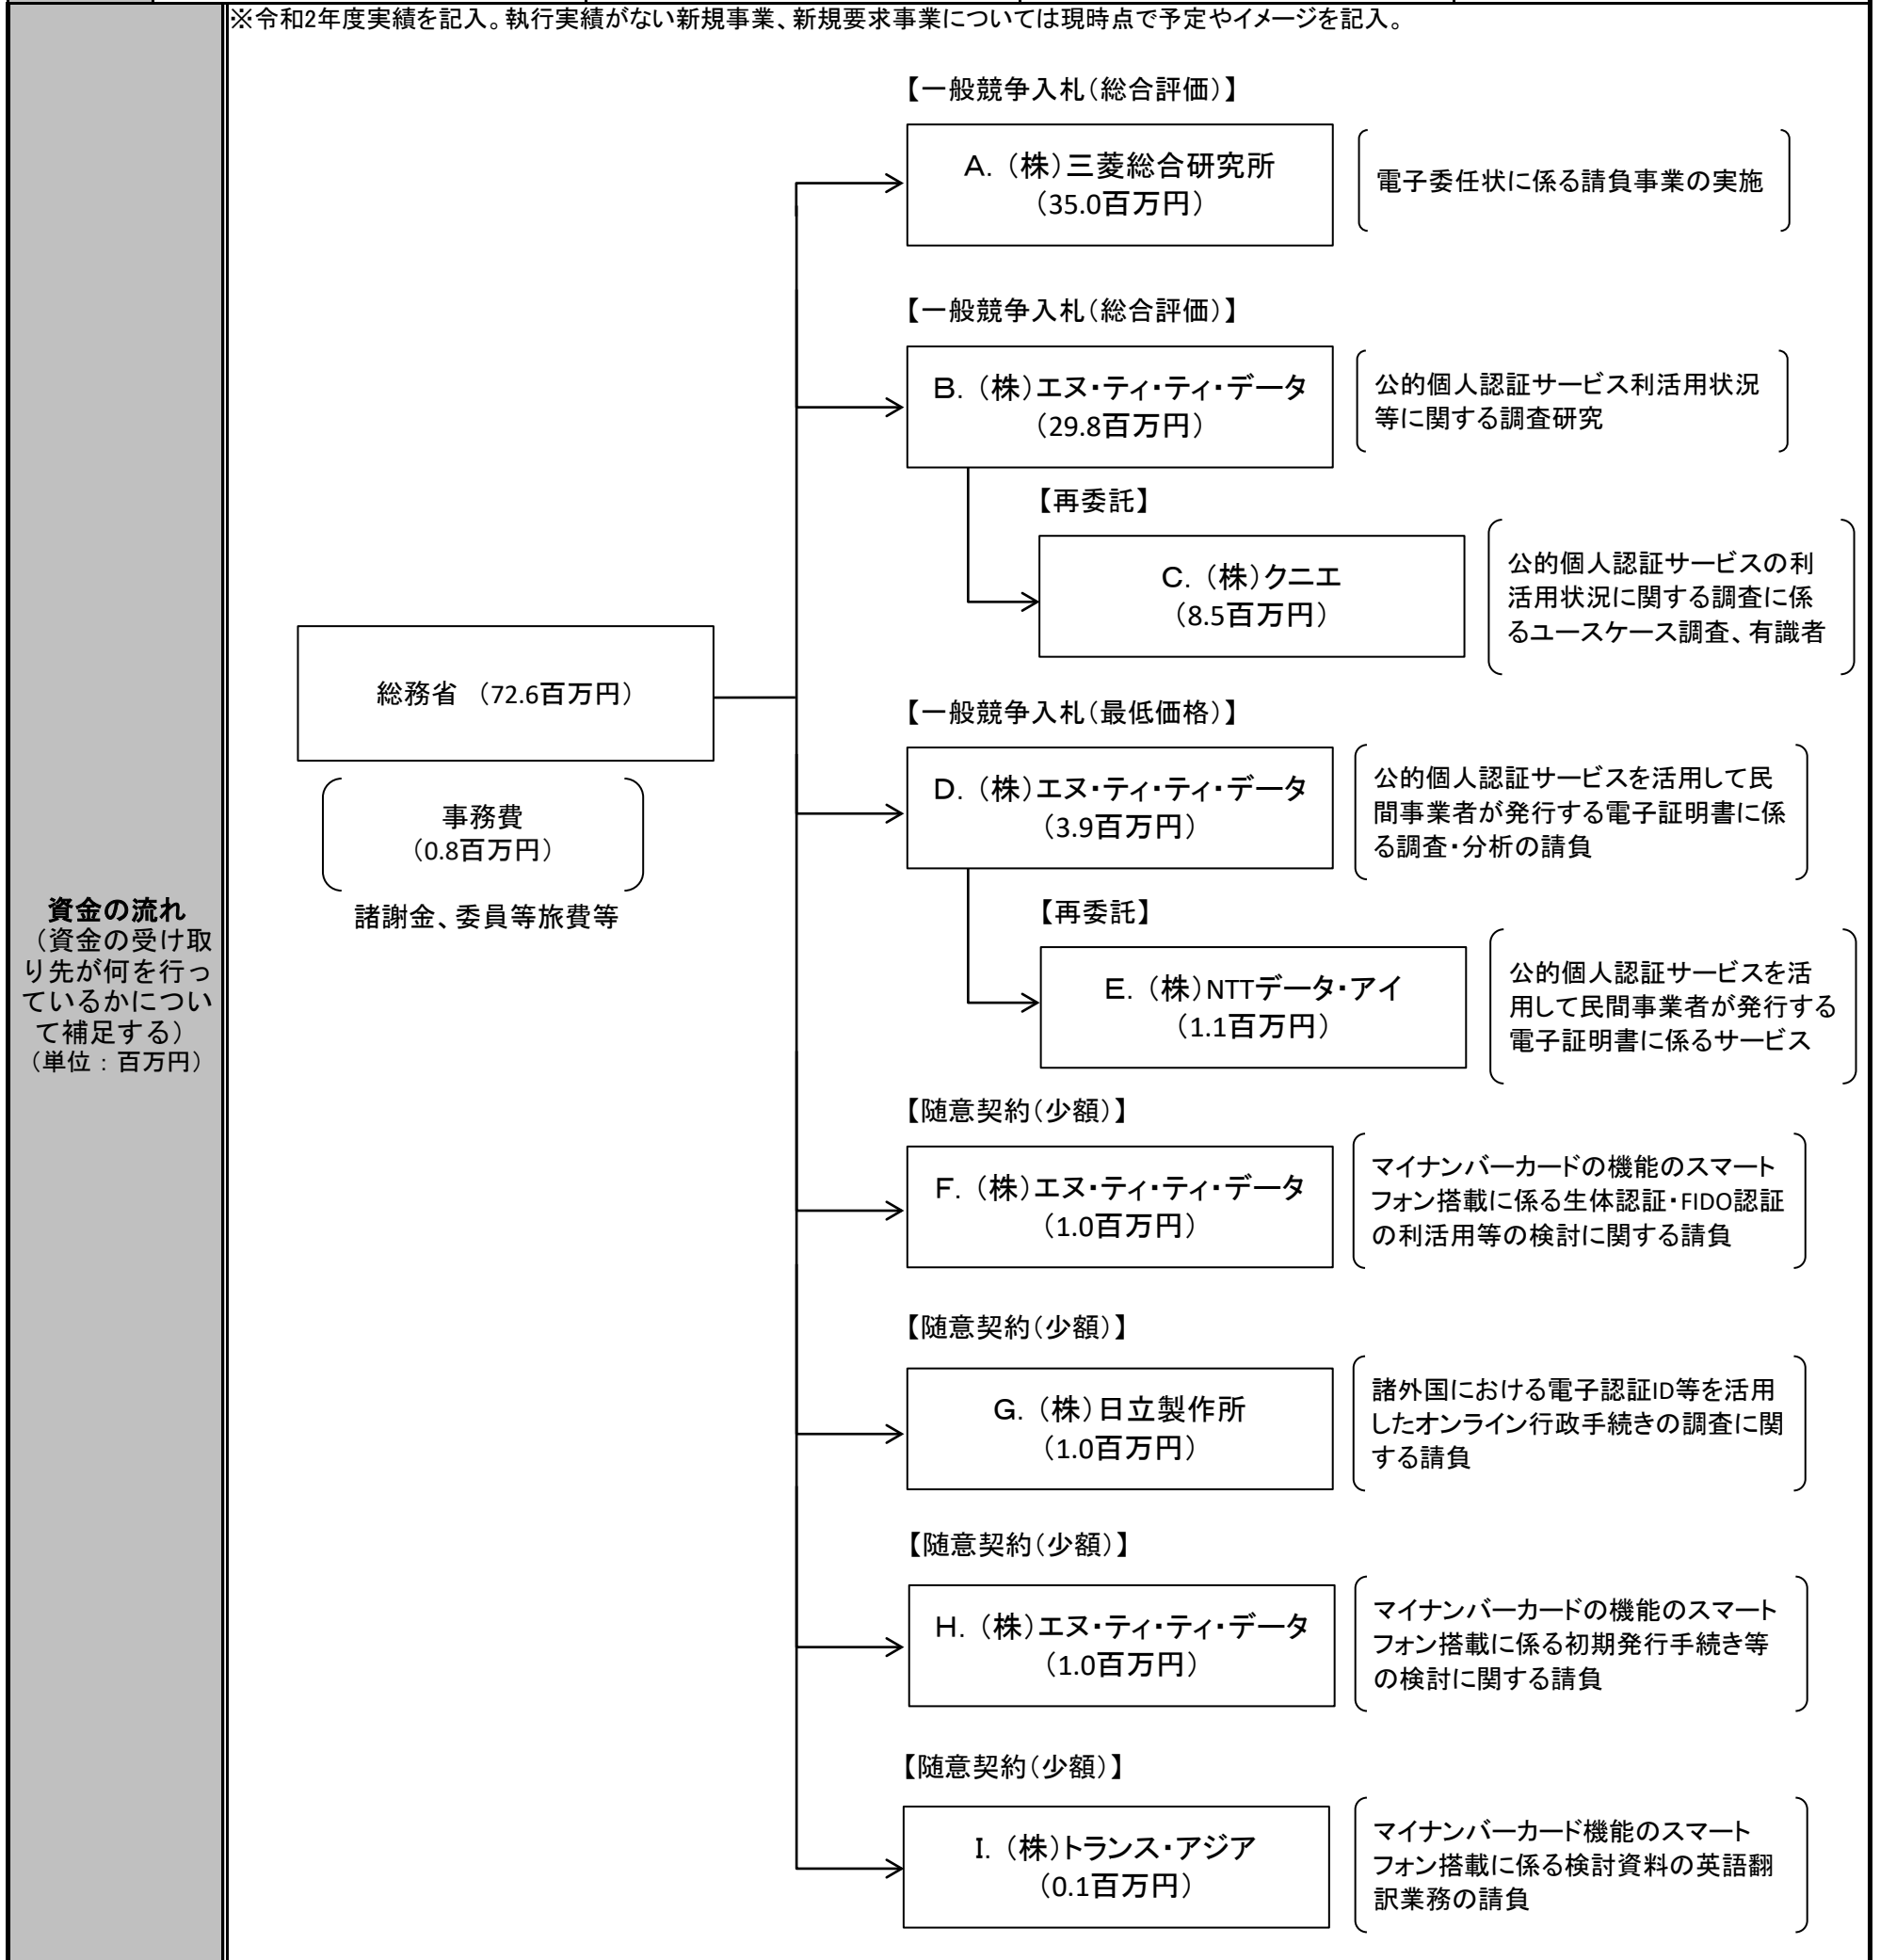 ※令和2年度実績を記入。執行実績がない新規事業、新規要求事業については現時点で予定やイメージを記入。
資金の流れ
（資金の受け取
り先が何を行っ
ているかについ
て補足する）
（単位：百万円）
総務省 （72.6百万円）
事務費
（0.8百万円）
諸謝金、委員等旅費等
【一般競争入札（総合評価）】
A. （株）三菱総合研究所
（35.0百万円）
電子委任状に係る請負事業の実施
【一般競争入札（総合評価）】
B. （株）エヌ・ティ・ティ・データ
（29.8百万円）
公的個人認証サービス利活用状況
等に関する調査研究
【再委託】
C. （株）クニエ
（8.5百万円）
公的個人認証サービスの利
活用状況に関する調査に係
るユースケース調査、有識者
【一般競争入札（最低価格）】
D. （株）エヌ・ティ・ティ・データ
（3.9百万円）
公的個人認証サービスを活用して民
間事業者が発行する電子証明書に係
る調査・分析の請負
【再委託】
E. （株）NTTデータ・アイ
（1.1百万円）
公的個人認証サービスを活
用して民間事業者が発行する
電子証明書に係るサービス
【随意契約（少額）】
F. （株）エヌ・ティ・ティ・データ
（1.0百万円）
マイナンバーカードの機能のスマート
フォン搭載に係る生体認証・FIDO認証
の利活用等の検討に関する請負
【随意契約（少額）】
G. （株）日立製作所
（1.0百万円）
諸外国における電子認証ID等を活用
したオンライン行政手続きの調査に関
する請負
【随意契約（少額）】
H. （株）エヌ・ティ・ティ・データ
（1.0百万円）
マイナンバーカードの機能のスマート
フォン搭載に係る初期発行手続き等
の検討に関する請負
【随意契約（少額）】
I. （株）トランス・アジア
（0.1百万円）
マイナンバーカード機能のスマート
フォン搭載に係る検討資料の英語翻
訳業務の請負